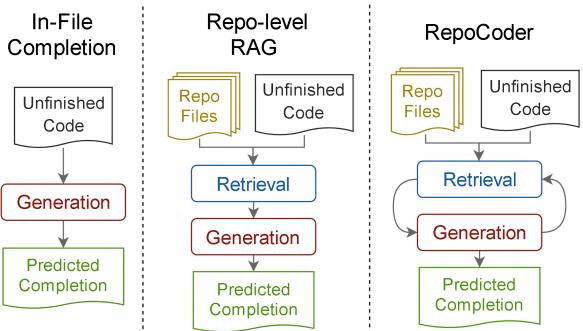 In-File
Completion
Unfinished
Code
Generation
Predicted
Completion
Repo-level
RAG
Repo
Files
Unfinished
Code
Retrieval
Generation
Predicted
Completion
RepoCoder
Repo
Files
Unfinished
Code
Retrieval
Generation
Predicted
Completion